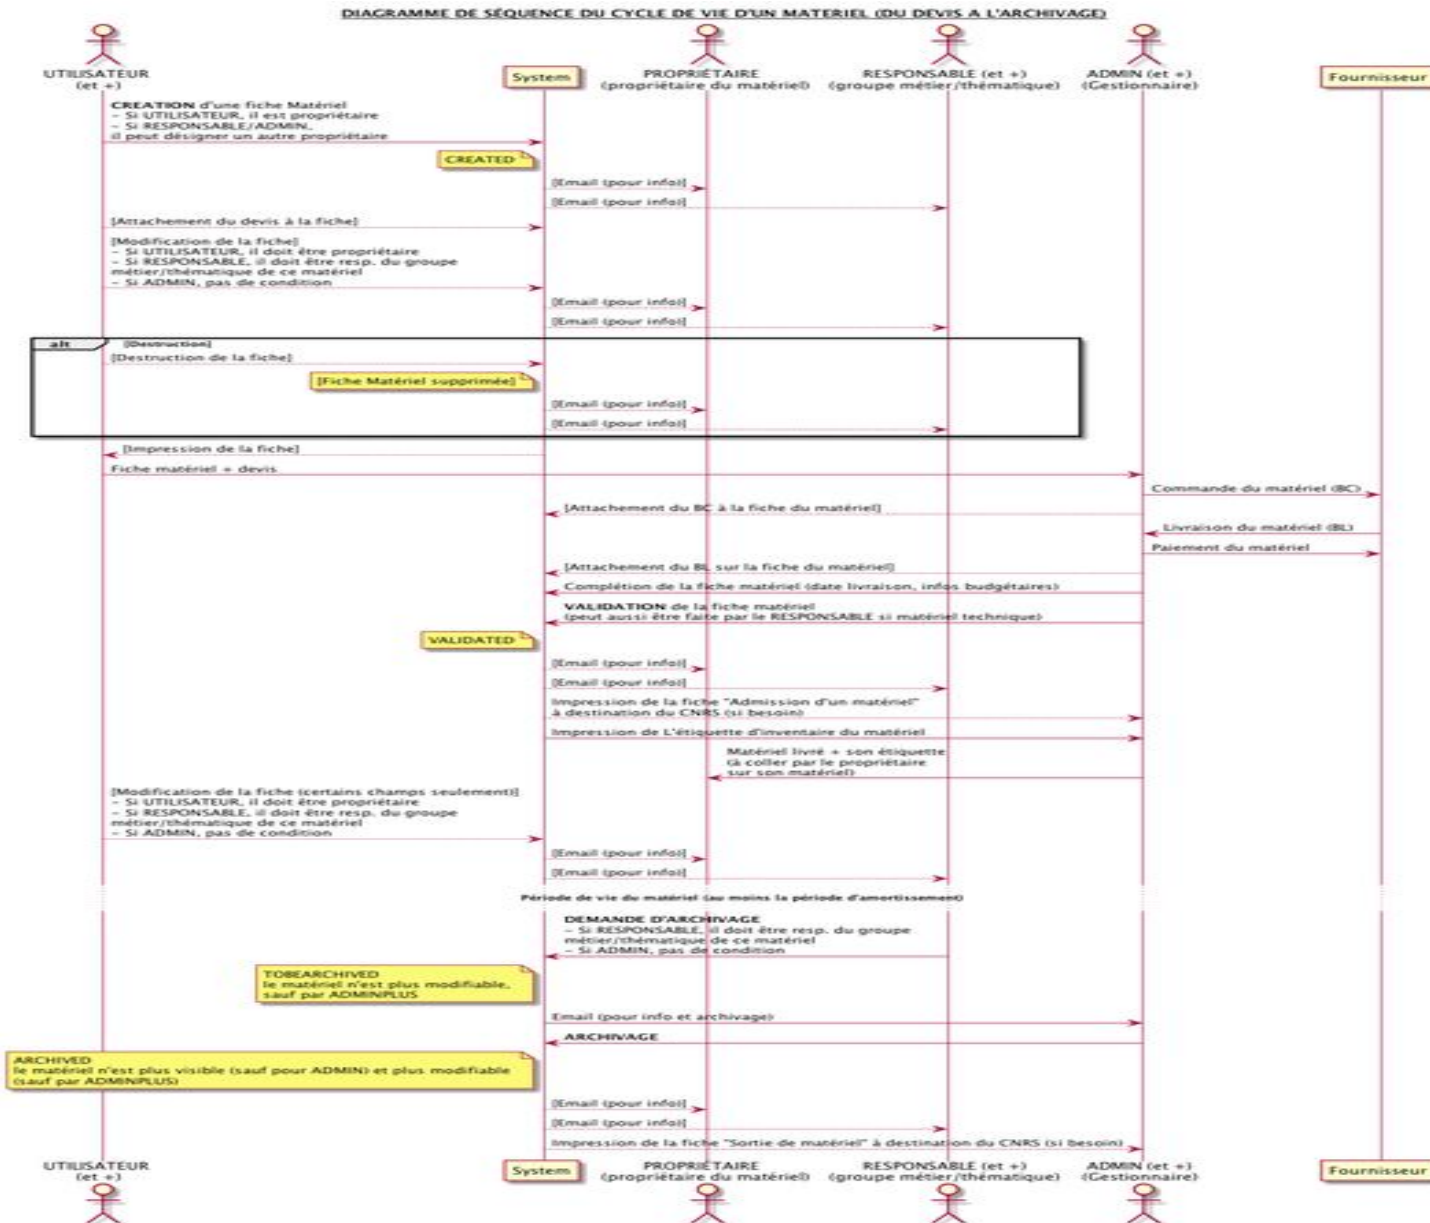 DIAGRAMME DE SÉQUENCE DU CYCLE DE VIE D'UN MATERIEL (DU DEVIS A L'ARCHIVAGE)
UTILISATEUR
(et +)
System
PROPRIÉTAIRE
(propriétaire du matériel)
RESPONSABLE (et +)
(groupe métier/thématique)
ADMIN (et +)
(Gestionnaire)
Fournisseur
CREATION d'une fiche Matériel
- Si UTILISATEUR, il est propriétaire
- Si RESPONSABLE/ADMIN,
il peut désigner un autre propriétaire
CREATED
[Email (pour info)]
[Email (pour info)]
[Attachement du devis à la fiche]
[Modification de la fiche]
- Si UTILISATEUR, il doit être propriétaire
- Si RESPONSABLE, il doit être resp. du groupe
métier/thématique de ce matériel
- Si ADMIN, pas de condition
[Email (pour info)]
[Email (pour info)]
alt
[Destruction]
[Destruction de la fiche]
[Fiche Matériel supprimée]
[Email (pour info)]
[Email (pour info)]
[Impression de la fiche]
Fiche matériel + devis
Commande du matériel (BC)
[Attachement du BC à la fiche du matériel]
Livraison du matériel (BL)
Paiement du matériel
[Attachement du BL sur la fiche du matériel]
Complétion de la fiche matériel (date livraison, infos budgétaires)
VALIDATION de la fiche matériel
(peut aussi être faite par le RESPONSABLE si matériel technique)
VALIDATED
[Email (pour info)]
[Email (pour info)]
Impression de la fiche "Admission d'un matériel"
à destination du CNRS (si besoin)
Impression de L'étiquette d'inventaire du matériel
Matériel livré + son étiquette
(à coller par le propriétaire
sur son matériel)
[Modification de la fiche (certains champs seulement)]
- Si UTILISATEUR, il doit être propriétaire
- Si RESPONSABLE, il doit être resp. du groupe
métier/thématique de ce matériel
- Si ADMIN, pas de condition
[Email (pour info)]
[Email (pour info)]
Période de vie du matériel (au moins la période d'amortissement)
DEMANDE D'ARCHIVAGE
- Si RESPONSABLE, il doit être resp. du groupe
métier/thématique de ce matériel
- Si ADMIN, pas de condition
TOBEARCHIVED
le matériel n'est plus modifiable,
sauf par ADMINPLUS
Email (pour info et archivage)
ARCHIVAGE
ARCHIVED
le matériel n'est plus visible (sauf pour ADMIN) et plus modifiable
(sauf par ADMINPLUS)
[Email (pour info)]
[Email (pour info)]
Impression de la fiche "Sortie de matériel" à destination du CNRS (si besoin)
UTILISATEUR
(et +)
System
PROPRIÉTAIRE
(propriétaire du matériel)
RESPONSABLE (et +)
(groupe métier/thématique)
ADMIN (et +)
(Gestionnaire)
Fournisseur